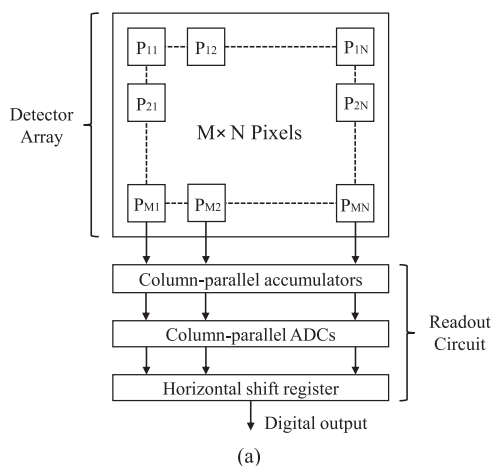 P11 P12 P1N
P21 P2N
Detector
Array
M× N Pixels
PM1 PM2 PMN
Column-parallel accumulators
Column-parallel ADCs
Readout
Circuit
Horizontal shift register
Digital output
(a)